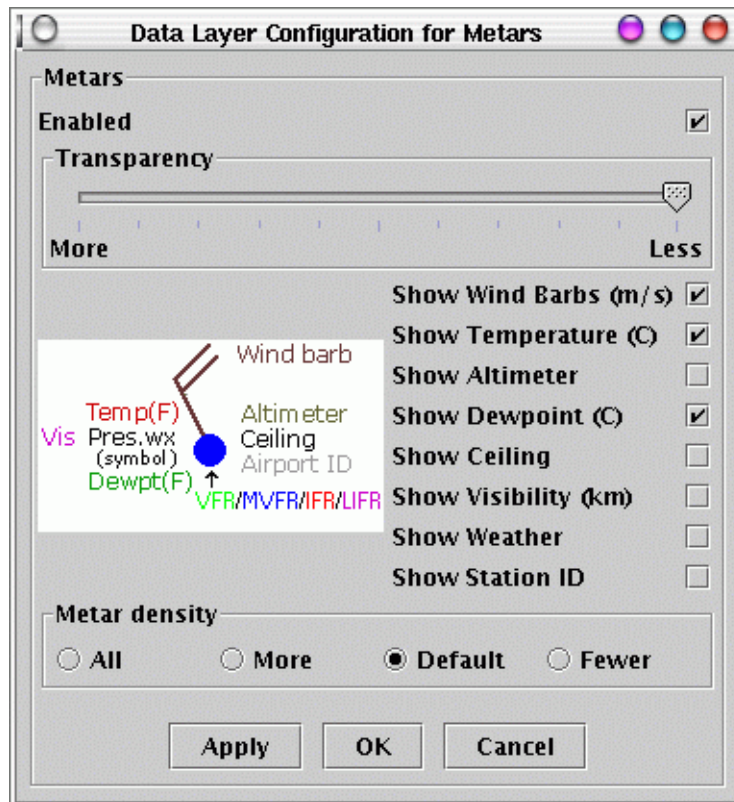 Data Layer Configuration for Metars
Metars
Enabled
Transparency
More Less
Show Wind Barbs (m/s)
Show Temperature (C)
Show Altimeter
Show Dewpoint (C)
Show Ceiling
Show Visibility (km)
Show Weather
Show Station ID
Wind barb
Temp(F) Altimeter
Vis Pres.wx Ceiling
(symbol) Airport ID
Dewpt(F)
VFR/MVFR/IFR/LIFR
Metar density
All More Default Fewer
Apply OK Cancel